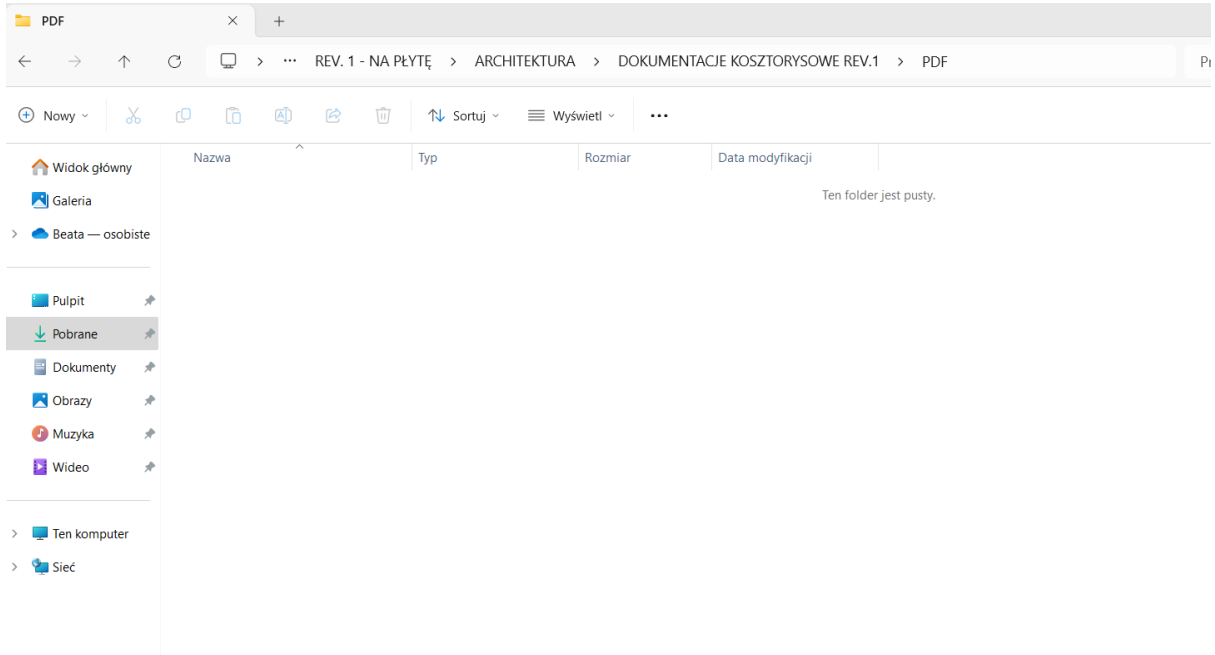 PDF
REV. 1 - NA PŁYTĘ > ARCHITEKTURA > DOKUMENTACJE KOSZTORYSOWE REV.1 > PDF
Nowy
Sortuj
Wyświetl
Nazwa
Typ
Rozmiar
Data modyfikacji
Ten folder jest pusty.
Widok główny
Galeria
Beata — osobiste
Pulpit
Pobrane
Dokumenty
Obrazy
Muzyka
Wideo
Ten komputer
Sieć